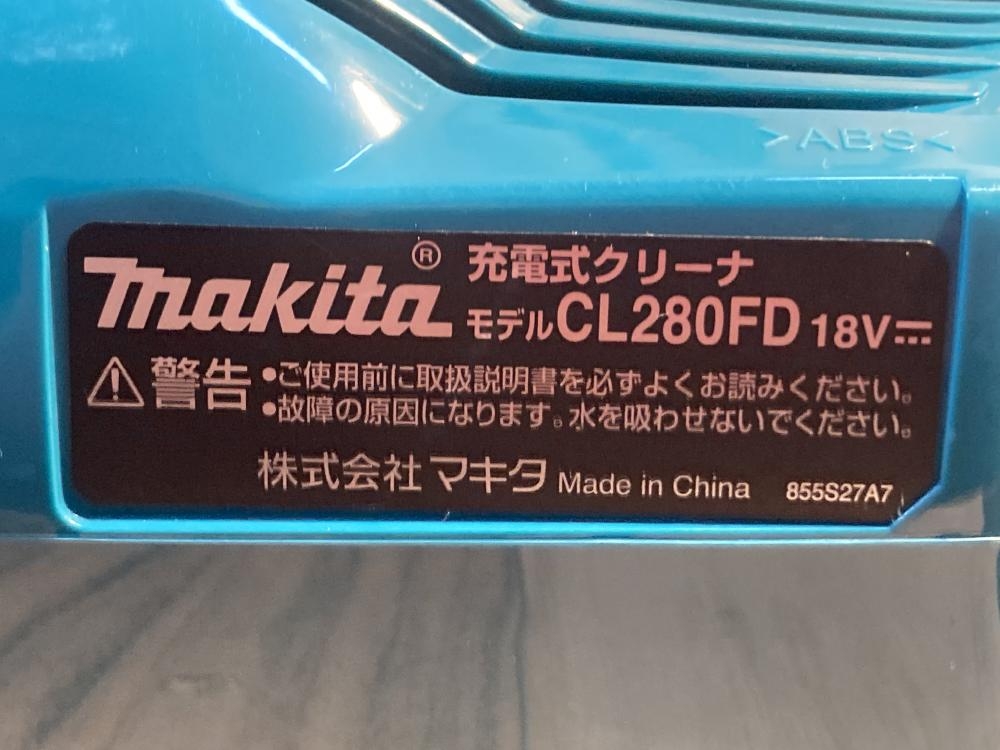 >ABS<
makita® 充電式クリーナ
モデルCL280FD 18V⎓
⚠警告 •ご使用前に取扱説明書を必ずよくお読みください。
•故障の原因になります。水を吸わせないでください。
株式会社マキタ Made in China 855S27A7